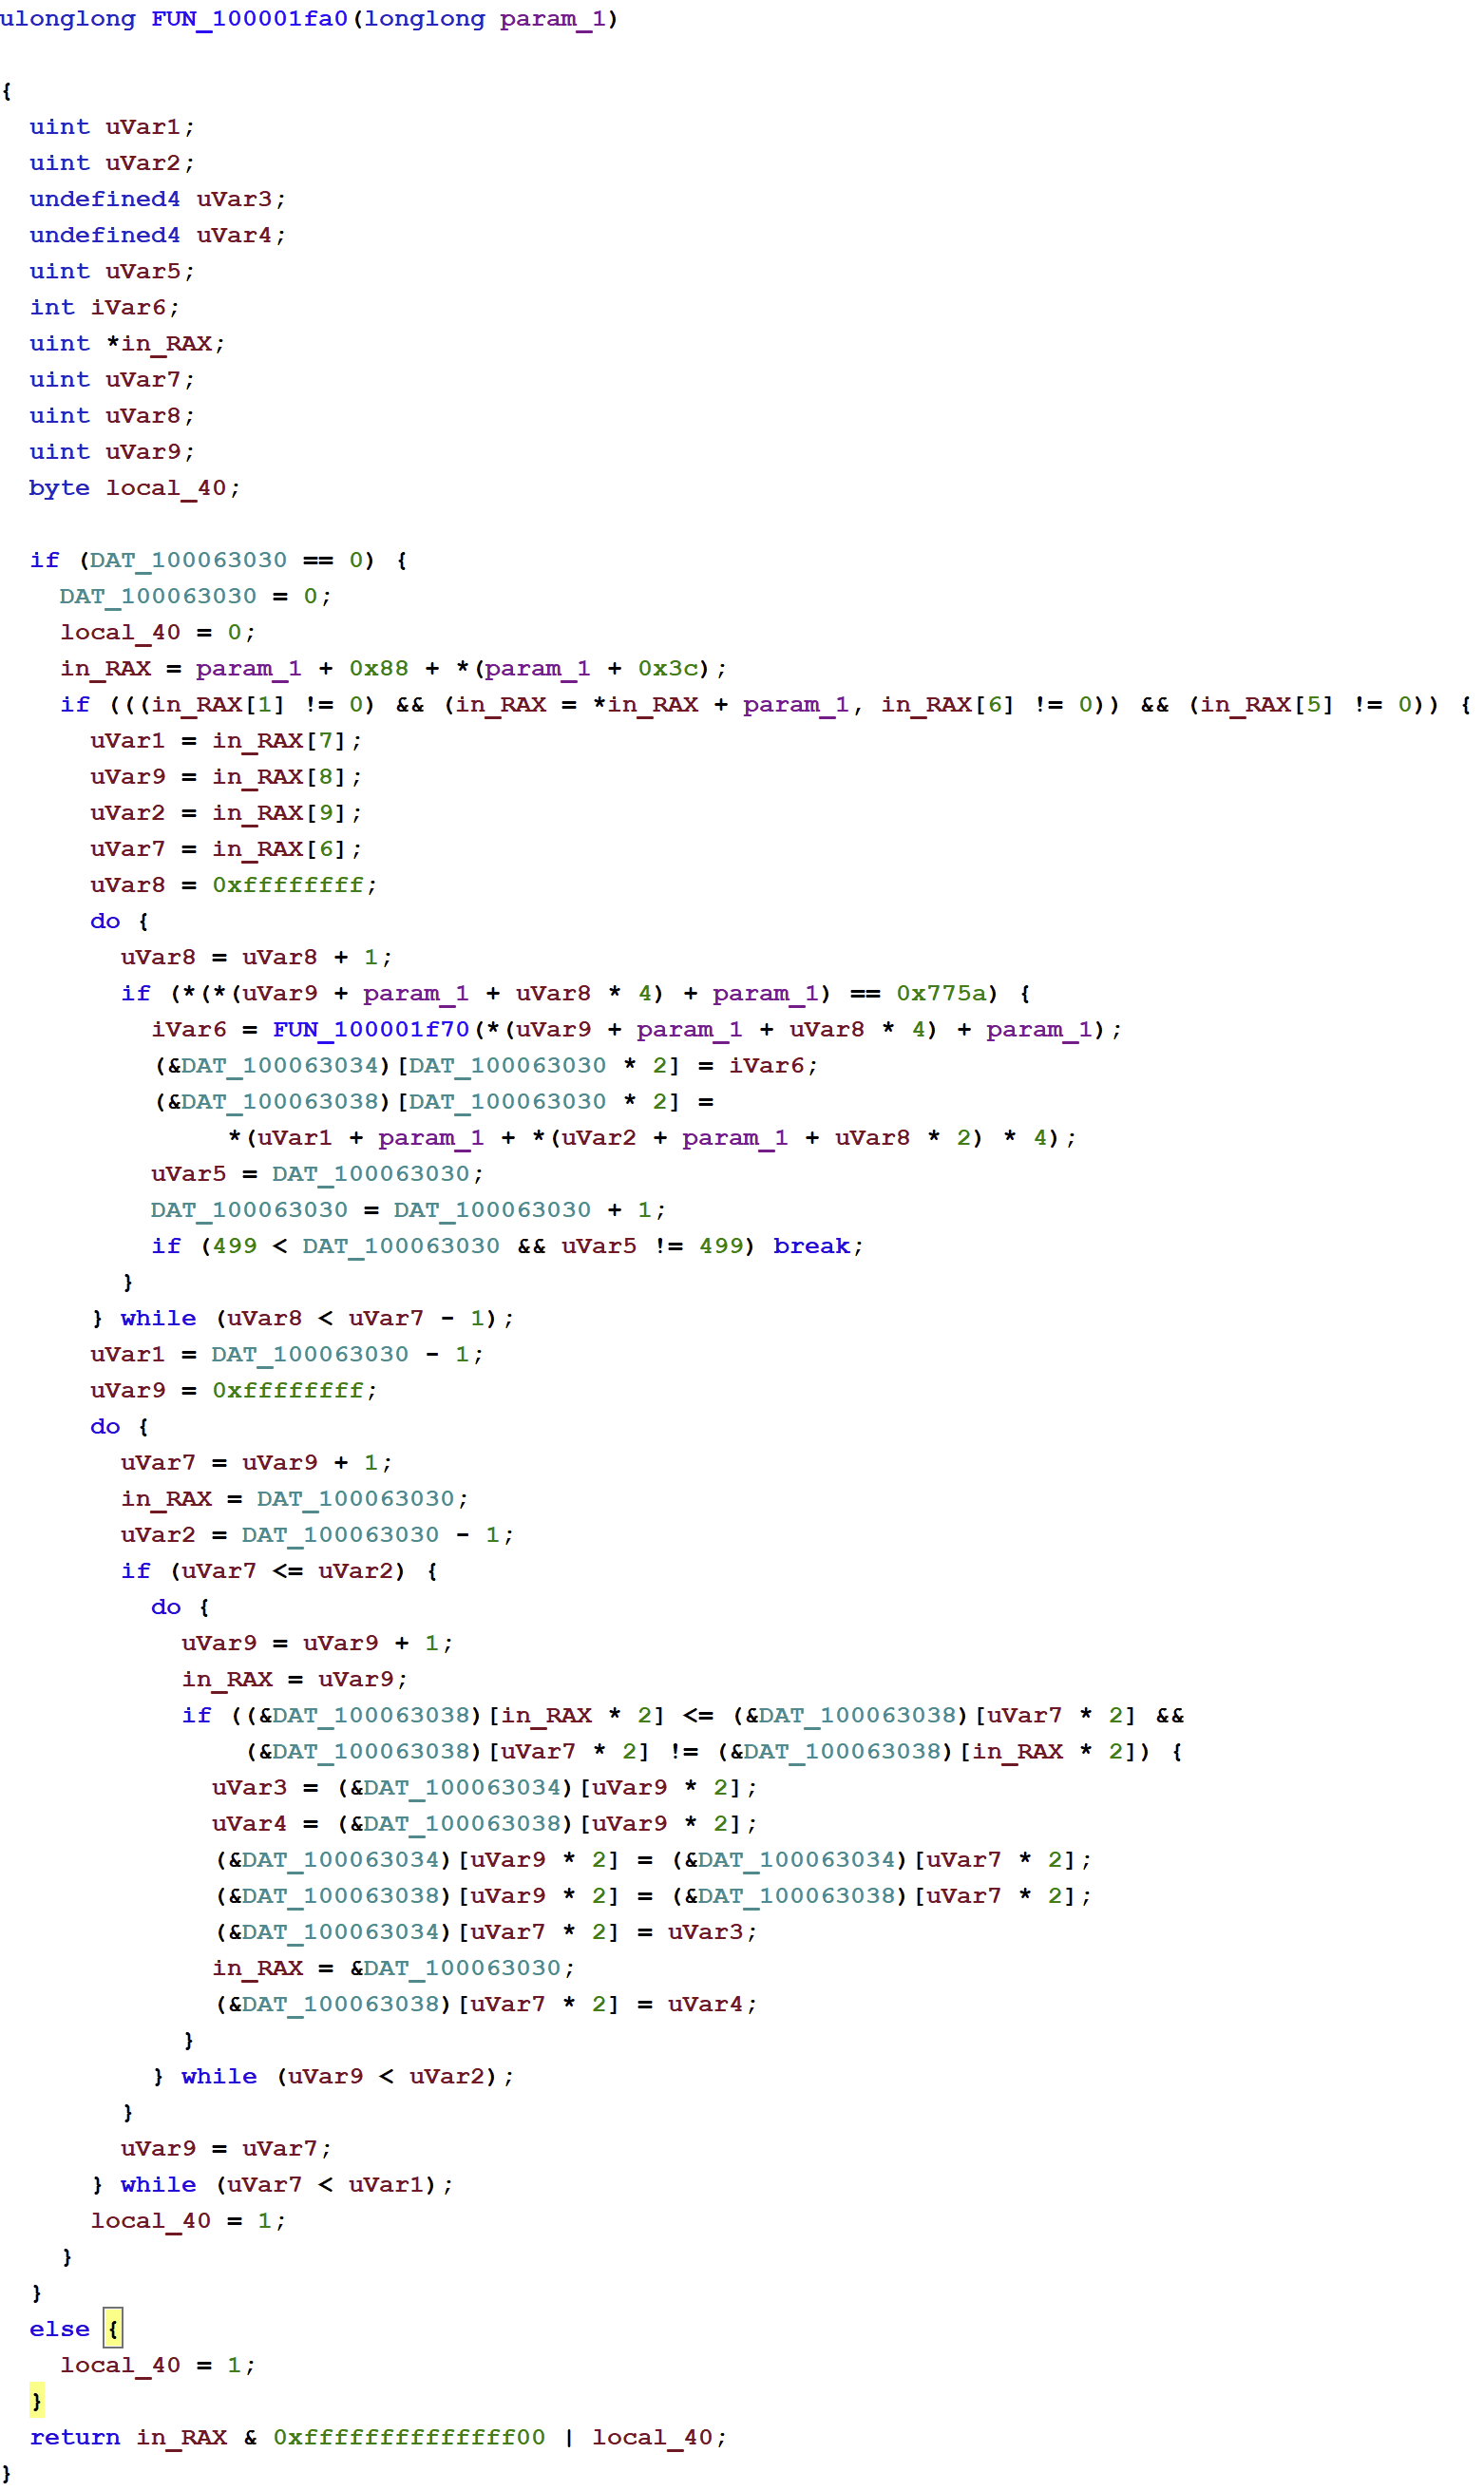 ulonglong FUN_100001fa0(longlong param_1)
{
uint uVar1;
uint uVar2;
undefined4 uVar3;
undefined4 uVar4;
uint uVar5;
int iVar6;
uint *in_RAX;
uint uVar7;
uint uVar8;
uint uVar9;
byte local_40;
if (DAT_100063030 == 0) {
DAT_100063030 = 0;
local_40 = 0;
in_RAX = param_1 + 0x88 + *(param_1 + 0x3c);
if (((in_RAX[1] != 0) && (in_RAX = *in_RAX + param_1, in_RAX[6] != 0)) && (in_RAX[5] != 0)) {
uVar1 = in_RAX[7];
uVar9 = in_RAX[8];
uVar2 = in_RAX[9];
uVar7 = in_RAX[6];
uVar8 = 0xffffffff;
do {
uVar8 = uVar8 + 1;
if (*(*(uVar9 + param_1 + uVar8 * 4) + param_1) == 0x775a) {
iVar6 = FUN_100001f70(*(uVar9 + param_1 + uVar8 * 4) + param_1);
(&DAT_100063034)[DAT_100063030 * 2] = iVar6;
(&DAT_100063038)[DAT_100063030 * 2] =
*(uVar1 + param_1 + *(uVar2 + param_1 + uVar8 * 2) * 4);
uVar5 = DAT_100063030;
DAT_100063030 = DAT_100063030 + 1;
if (499 < DAT_100063030 && uVar5 != 499) break;
}
} while (uVar8 < uVar7 - 1);
uVar1 = DAT_100063030 - 1;
uVar9 = 0xffffffff;
do {
uVar7 = uVar9 + 1;
in_RAX = DAT_100063030;
uVar2 = DAT_100063030 - 1;
if (uVar7 <= uVar2) {
do {
uVar9 = uVar9 + 1;
in_RAX = uVar9;
if ((&DAT_100063038)[in_RAX * 2] <= (&DAT_100063038)[uVar7 * 2] &&
(&DAT_100063038)[uVar7 * 2] != (&DAT_100063038)[in_RAX * 2]) {
uVar3 = (&DAT_100063034)[uVar9 * 2];
uVar4 = (&DAT_100063038)[uVar9 * 2];
(&DAT_100063034)[uVar9 * 2] = (&DAT_100063034)[uVar7 * 2];
(&DAT_100063038)[uVar9 * 2] = (&DAT_100063038)[uVar7 * 2];
(&DAT_100063034)[uVar7 * 2] = uVar3;
in_RAX = &DAT_100063030;
(&DAT_100063038)[uVar7 * 2] = uVar4;
}
} while (uVar9 < uVar2);
}
uVar9 = uVar7;
} while (uVar7 < uVar1);
local_40 = 1;
}
}
else {
local_40 = 1;
}
return in_RAX & 0xffffffffffffff00 | local_40;
}